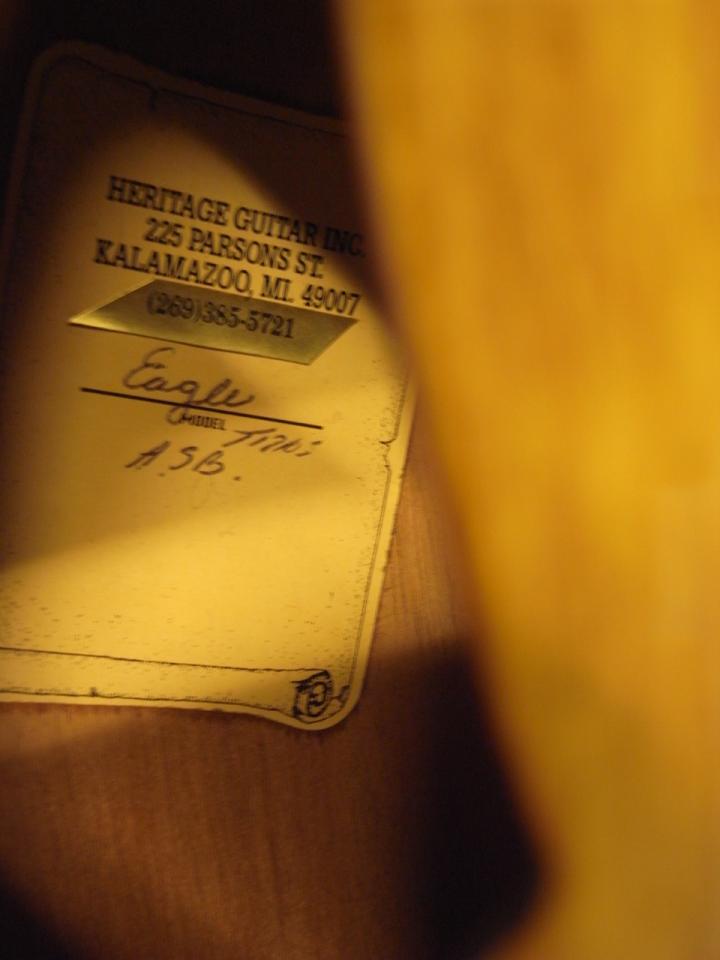 HERITAGE GUITAR INC.
225 PARSONS ST.
KALAMAZOO, MI. 49007
(269)385-5721
Eagle
MODEL
A.S.B.